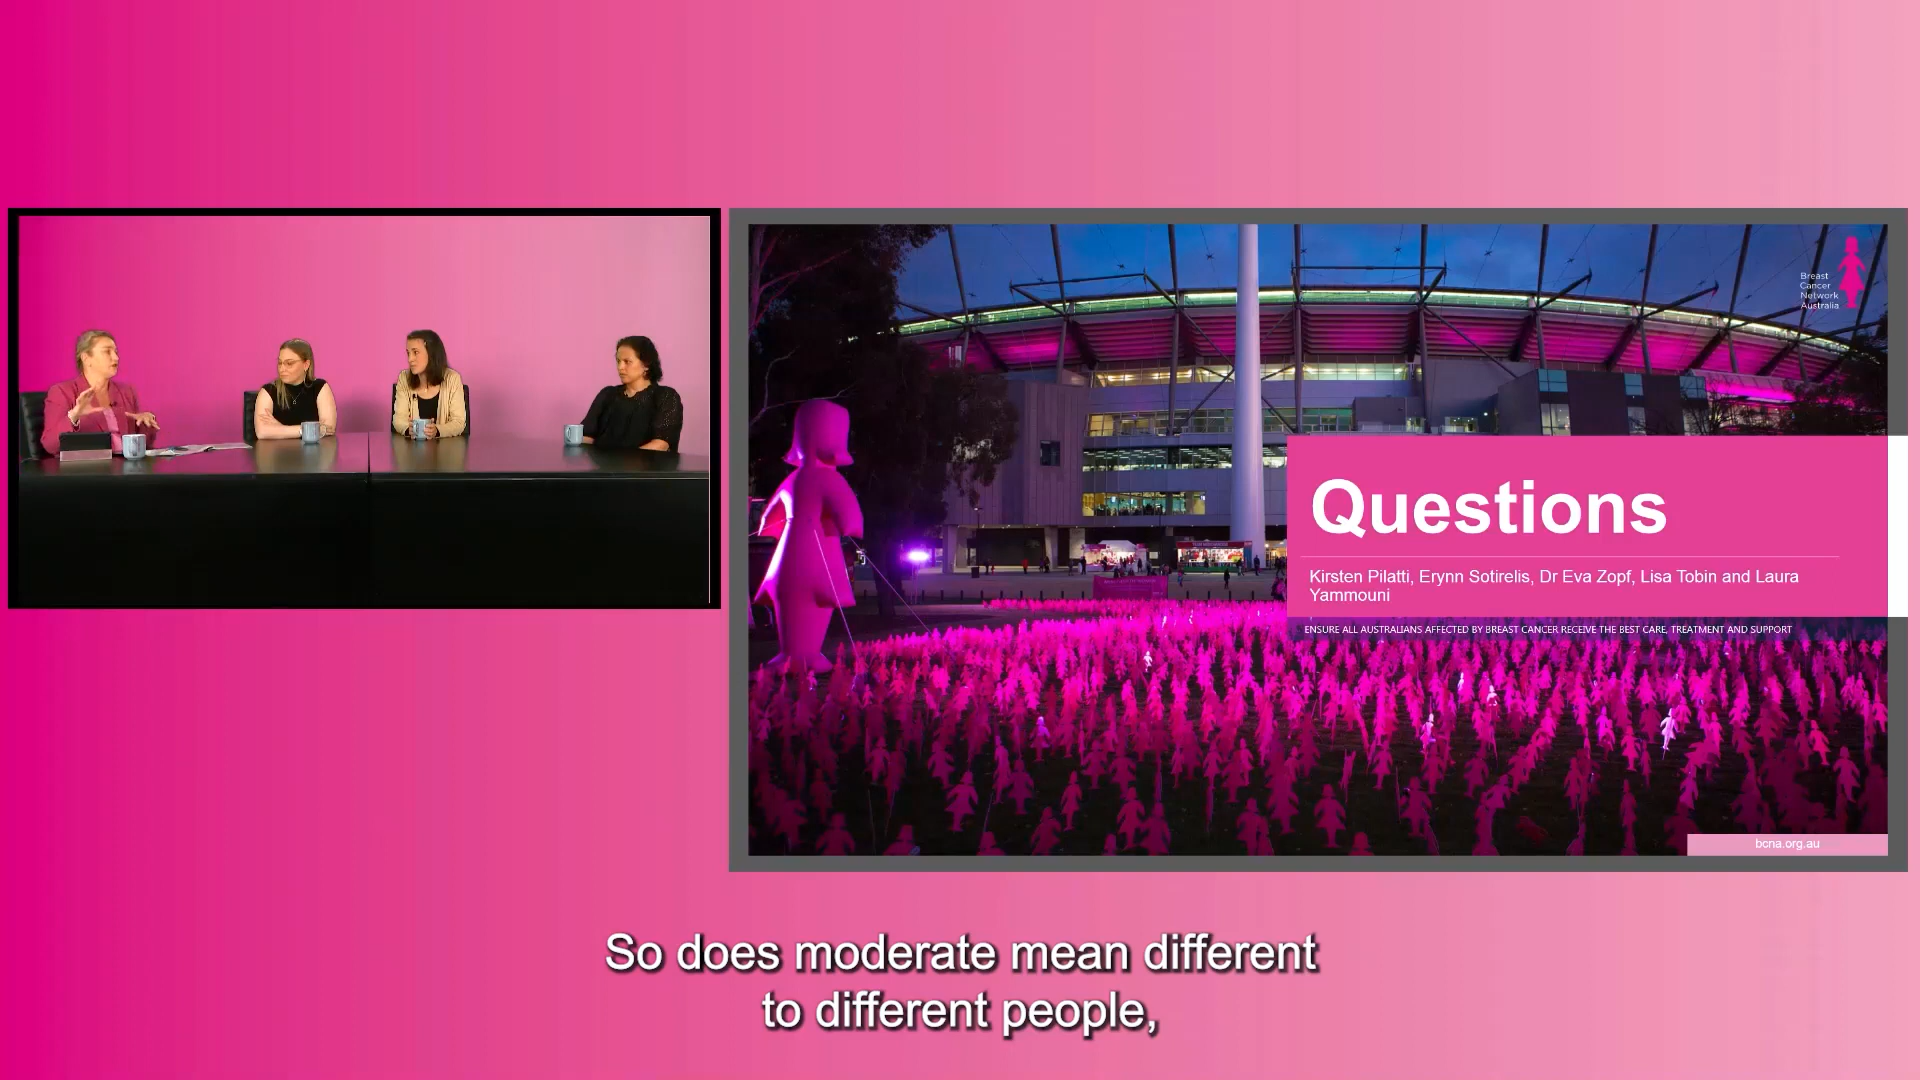 Breast
Cancer
Network
Australia
Questions
Kirsten Pilatti, Erynn Sotirelis, Dr Eva Zopf, Lisa Tobin and Laura
Yammouni
ENSURE ALL AUSTRALIANS AFFECTED BY BREAST CANCER RECEIVE THE BEST CARE, TREATMENT AND SUPPORT
bcna.org.au
So does moderate mean different
to different people,